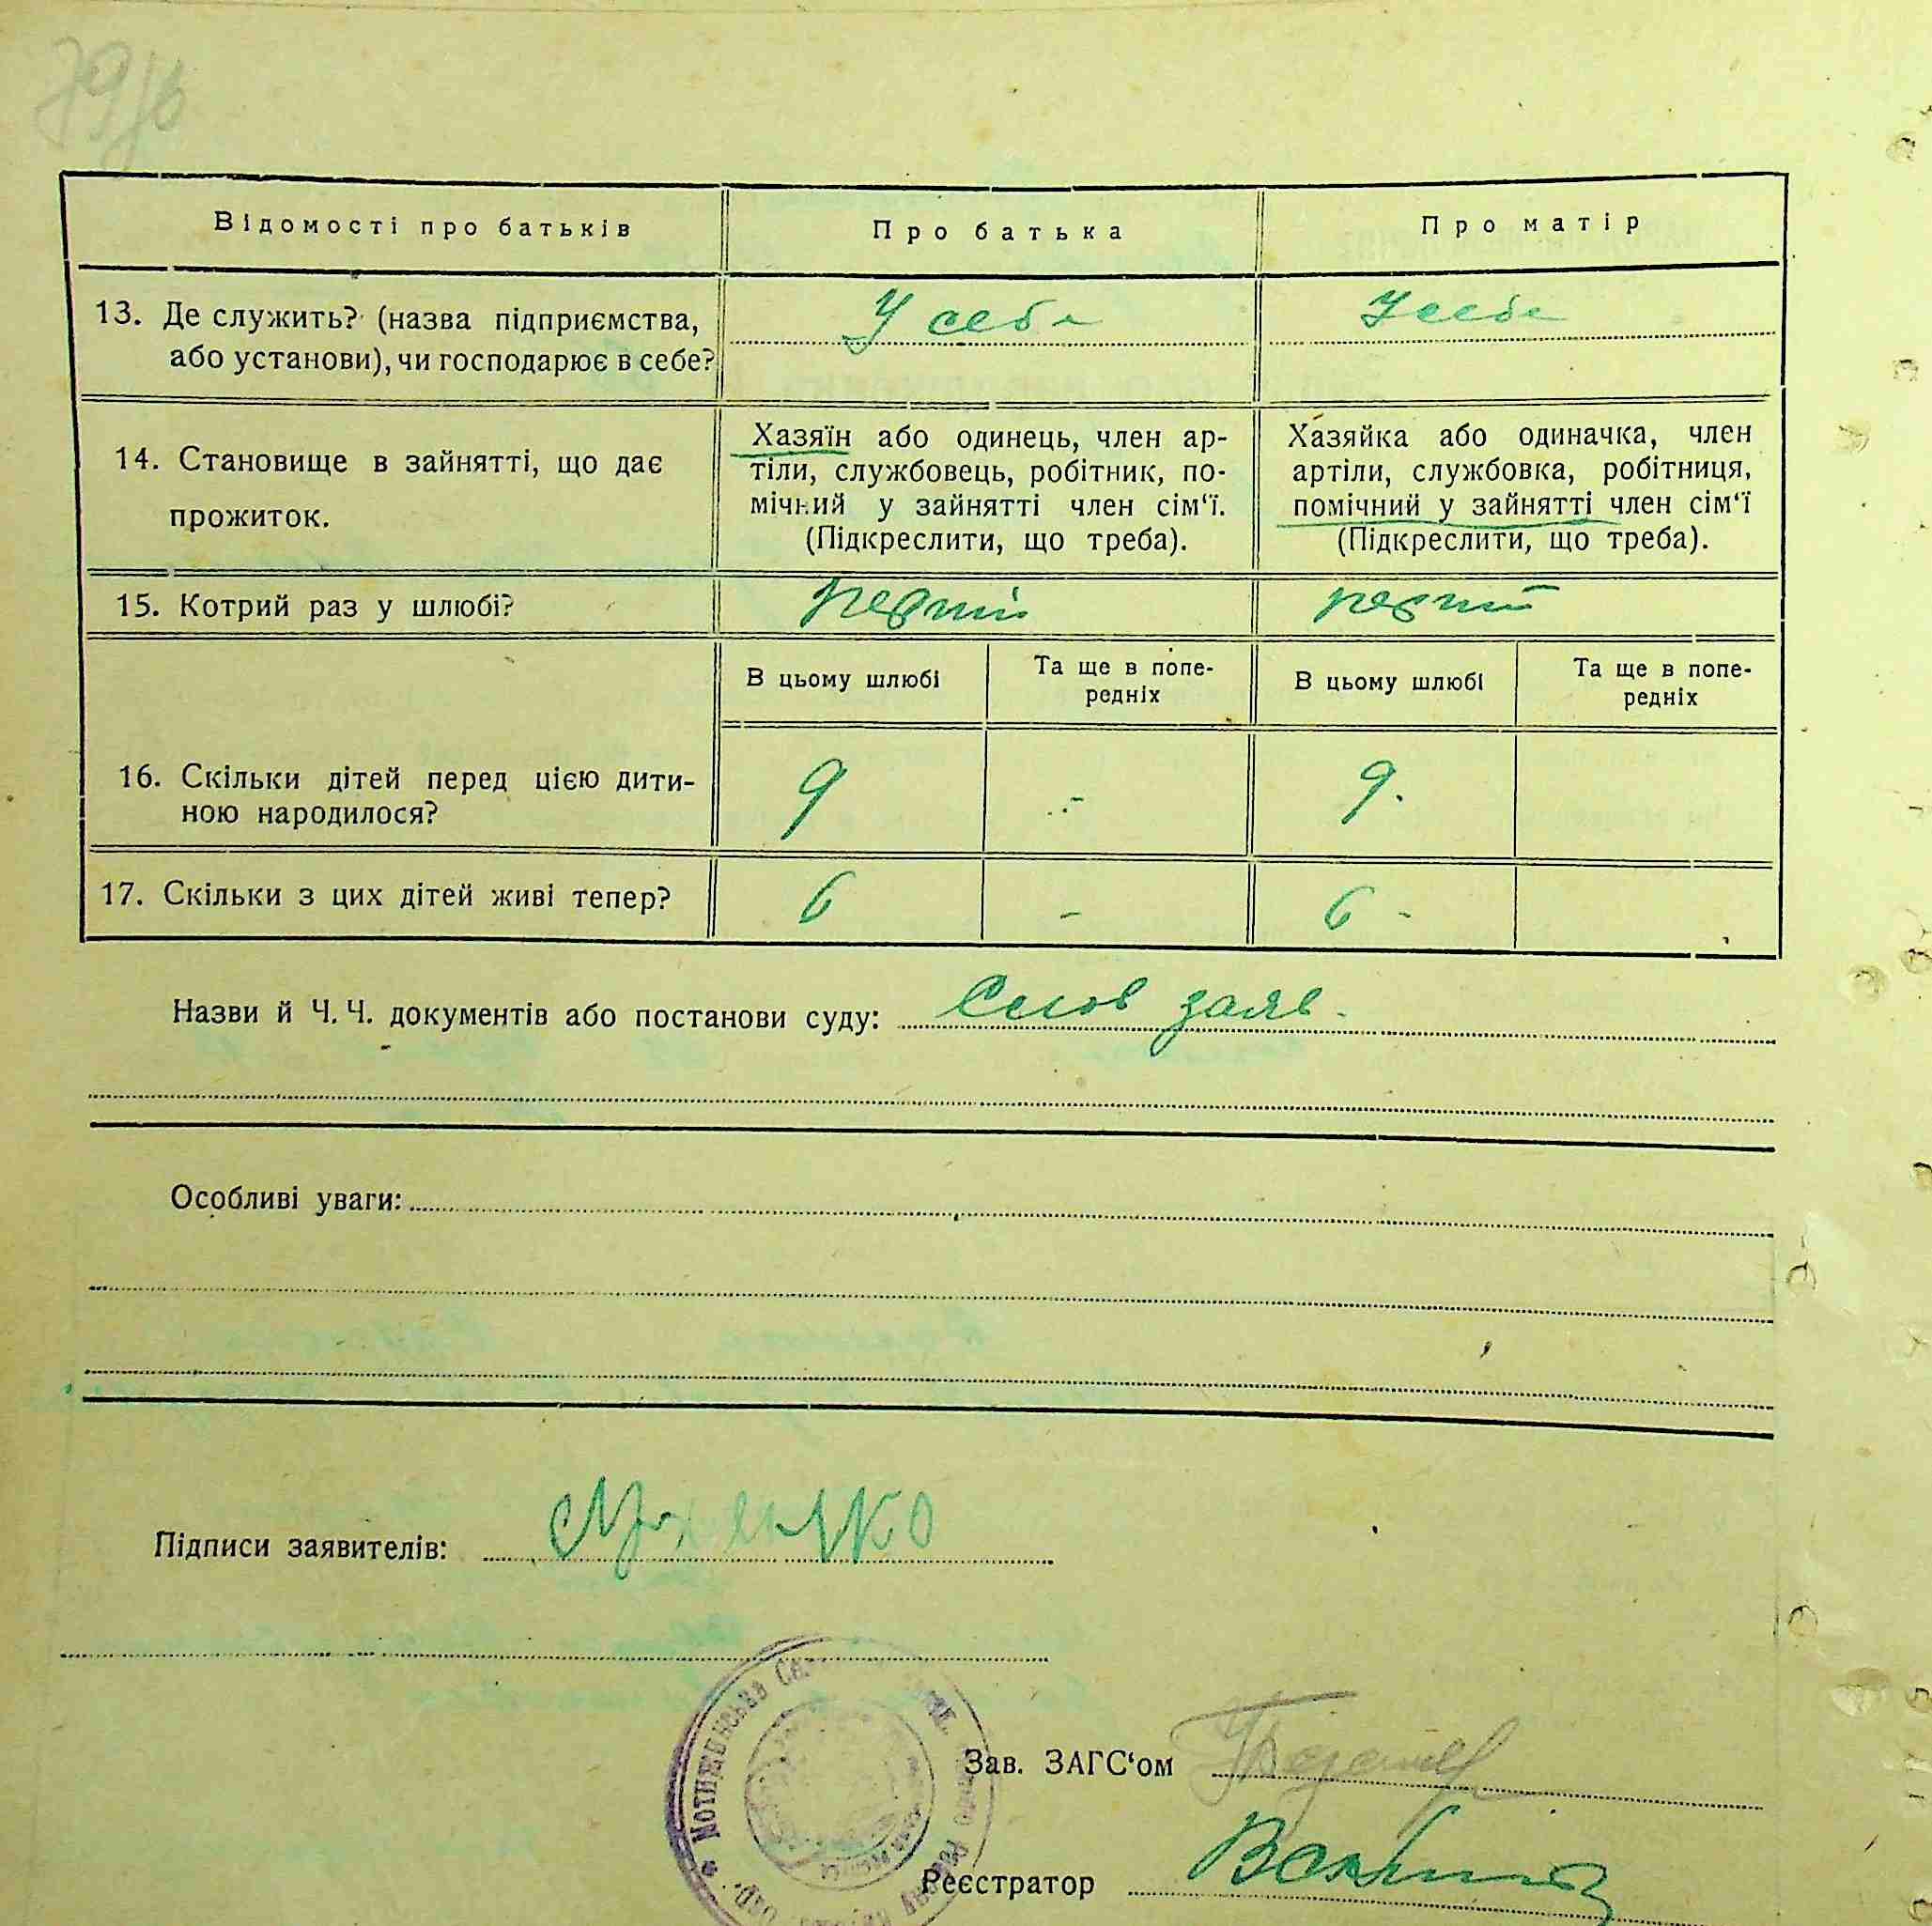 Відомості про батьків
Про батька
Про матір
13. Де служить? (назва підприємства,
або установи), чи господарює в себе?
У себе
У себе
14. Становище в зайнятті, що дає
прожиток.
Хазяїн або одинець, член ар-
тіли, службовець, робітник, по-
мічний у зайнятті член сім‘ї.
(Підкреслити, що треба).
Хазяйка або одиначка, член
артіли, службовка, робітниця,
помічний у зайнятті член сім‘ї
(Підкреслити, що треба).
15. Котрий раз у шлюбі?
перший
перший
В цьому шлюбі
Та ще в попе-
редніх
В цьому шлюбі
Та ще в попе-
редніх
16. Скільки дітей перед цією дити-
ною народилося?
9
-
9.
17. Скільки з цих дітей живі тепер?
6
-
6 -
Назви й Ч. Ч. документів або постанови суду: заяв.
Особливі уваги:
Підписи заявителів:
Зав. ЗАГС‘ом
Реєстратор